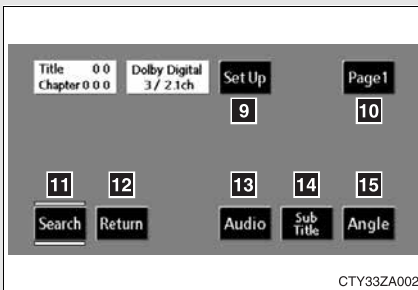 Title 0 0
Chapter 0 0 0
Dolby Digital
3 / 2.1ch
Set Up
Page1
9
10
11
12
13
14
15
Search
Return
Audio
Sub
Title
Angle
CTY33ZA002